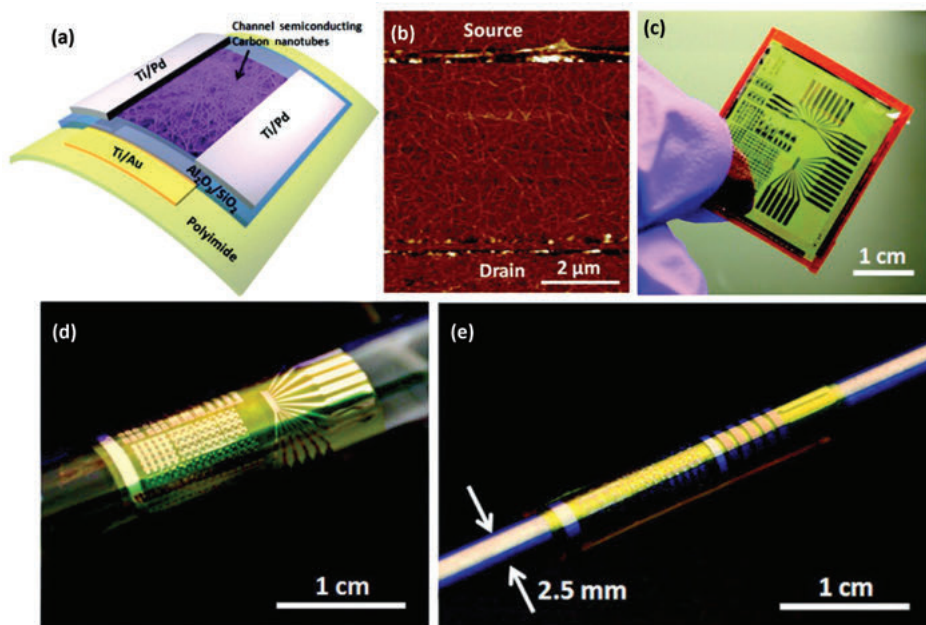 (a)
Channel semiconducting
Carbon nanotubes
Ti/Pd
Ti/Pd
Ti/Au
Al₂O₃/SiO₂
Polyimide
(b)
Source
Drain
2 µm
(c)
1 cm
(d)
1 cm
(e)
2.5 mm
1 cm